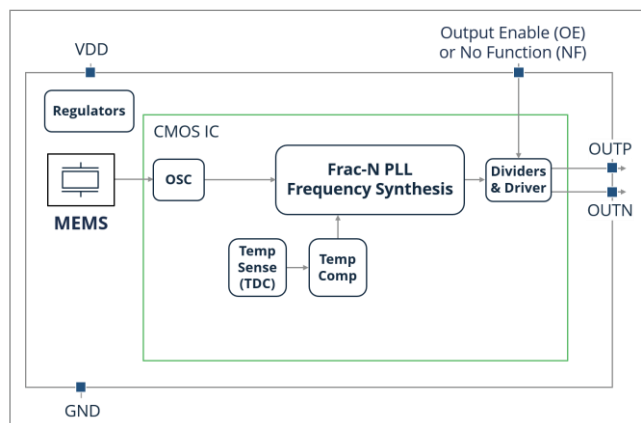 VDD
Output Enable (OE)
or No Function (NF)
Regulators
CMOS IC
MEMS
OSC
Frac-N PLL
Frequency Synthesis
Dividers
& Driver
OUTP
OUTN
Temp
Sense
(TDC)
Temp
Comp
GND